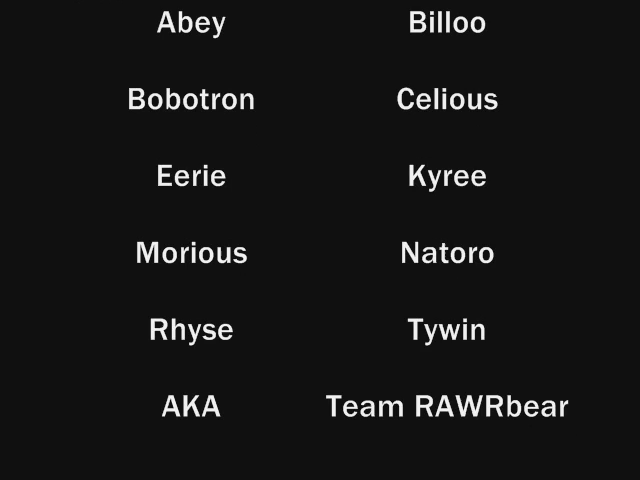 Abey Billoo
Bobotron Celious
Eerie Kyree
Morious Natoro
Rhyse Tywin
AKA Team RAWRbear